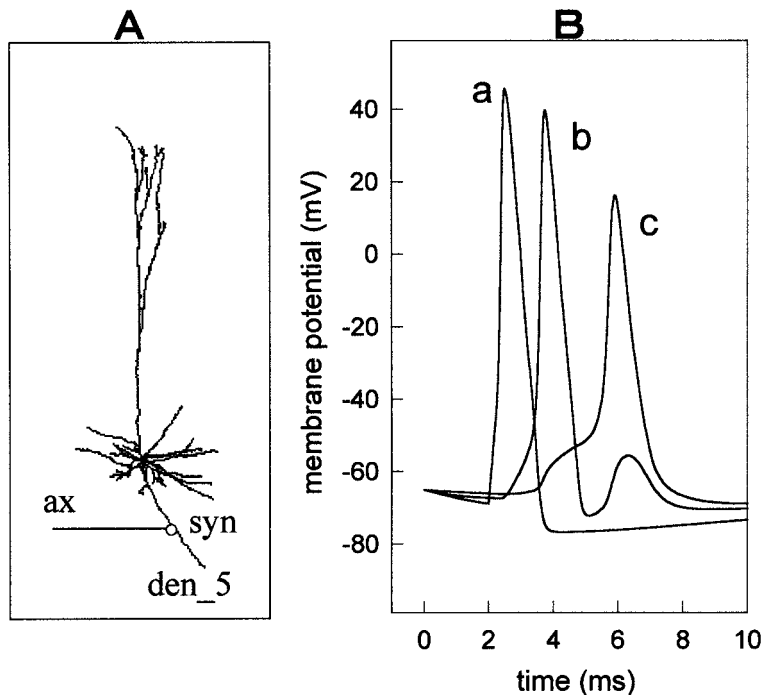 A
ax
syn
den_5
B
membrane potential (mV)
40
20
0
-20
-40
-60
-80
a
b
c
0 2 4 6 8 10
time (ms)